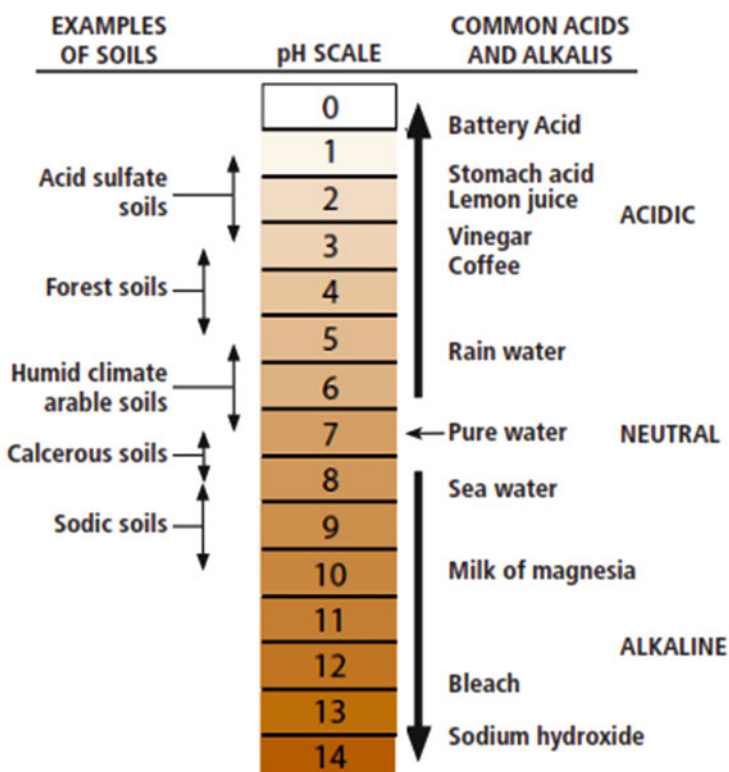 EXAMPLES
OF SOILS
pH SCALE
COMMON ACIDS
AND ALKALIS
0
1
2
3
4
5
6
7
8
9
10
11
12
13
14
Acid sulfate
soils
Forest soils
Humid climate
arable soils
Calcerous soils
Sodic soils
Battery Acid
Stomach acid
Lemon juice
Vinegar
Coffee
Rain water
Pure water
Sea water
Milk of magnesia
Bleach
Sodium hydroxide
ACIDIC
NEUTRAL
ALKALINE